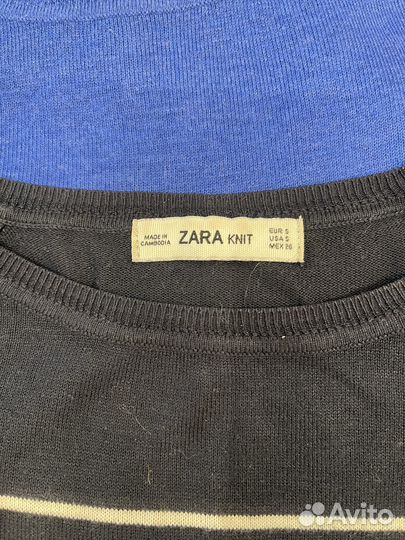 MADE IN
CAMBODIA
ZARA KNIT
EUR S
USA S
MEX 26
Avito